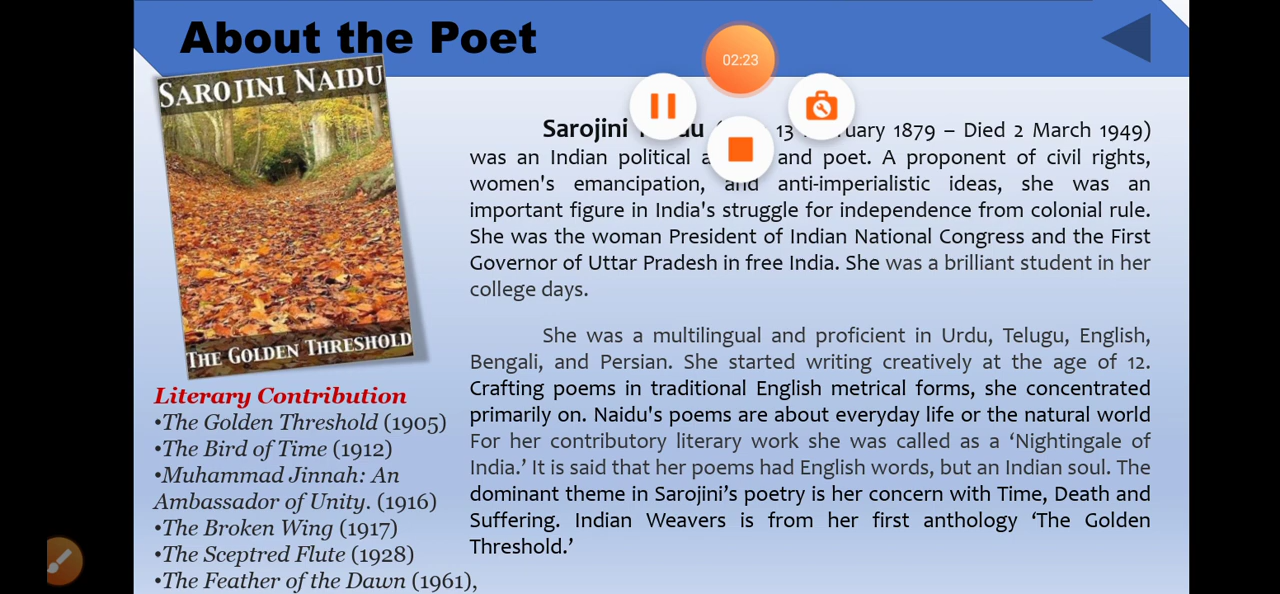 About the Poet
02:23
SAROJINI NAIDU
THE GOLDEN THRESHOLD
Literary Contribution
•The Golden Threshold (1905)
•The Bird of Time (1912)
•Muhammad Jinnah: An
Ambassador of Unity. (1916)
•The Broken Wing (1917)
•The Sceptred Flute (1928)
•The Feather of the Dawn (1961),
Sarojini 13 1879 – Died 2 March 1949)
was an Indian political and poet. A proponent of civil rights,
women's emancipation, and anti-imperialistic ideas, she was an
important figure in India's struggle for independence from colonial rule.
She was the woman President of Indian National Congress and the First
Governor of Uttar Pradesh in free India. She was a brilliant student in her
college days.
She was a multilingual and proficient in Urdu, Telugu, English,
Bengali, and Persian. She started writing creatively at the age of 12.
Crafting poems in traditional English metrical forms, she concentrated
primarily on. Naidu's poems are about everyday life or the natural world
For her contributory literary work she was called as a ‘Nightingale of
India.’ It is said that her poems had English words, but an Indian soul. The
dominant theme in Sarojini’s poetry is her concern with Time, Death and
Suffering. Indian Weavers is from her first anthology ‘The Golden
Threshold.’